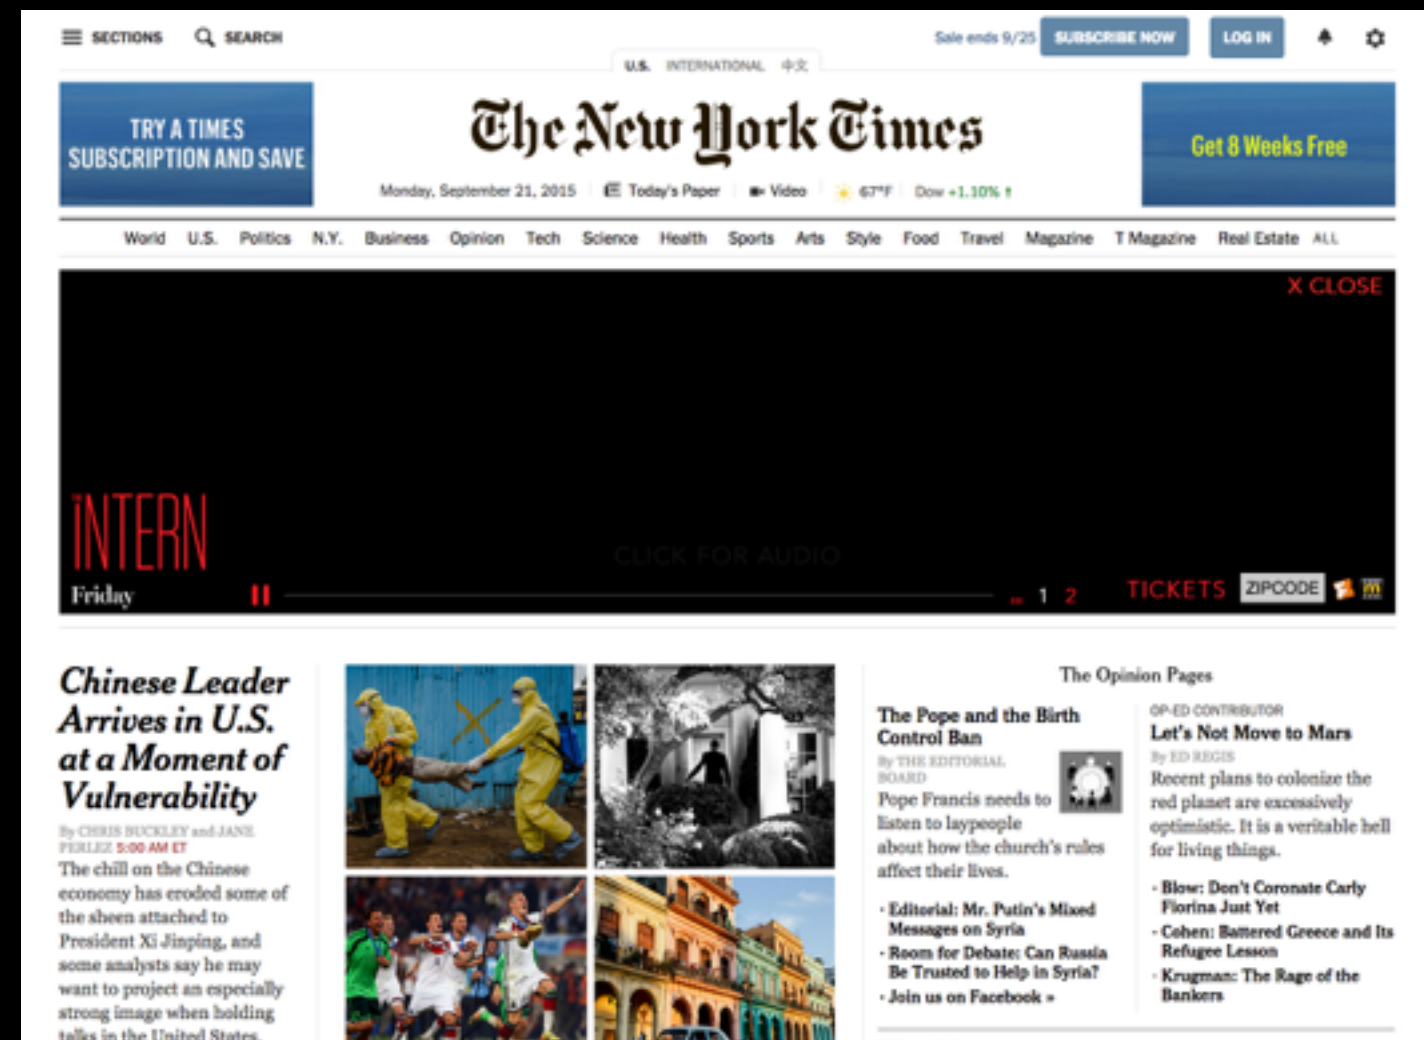 SECTIONS SEARCH
Sale ends 9/25 SUBSCRIBE NOW LOG IN
U.S. INTERNATIONAL 中文
TRY A TIMES
SUBSCRIPTION AND SAVE
The New York Times
Get 8 Weeks Free
Monday, September 21, 2015 Today's Paper Video 67°F Dow +1.10% ↑
World U.S. Politics N.Y. Business Opinion Tech Science Health Sports Arts Style Food Travel Magazine T Magazine Real Estate ALL
X CLOSE
THE
INTERN
CLICK FOR AUDIO
Friday
1 2
TICKETS ZIPCODE
Chinese Leader
Arrives in U.S.
at a Moment of
Vulnerability
By CHRIS BUCKLEY and JANE
PERLEZ 5:00 AM ET
The chill on the Chinese
economy has eroded some of
the sheen attached to
President Xi Jinping, and
some analysts say he may
want to project an especially
strong image when holding
talks in the United States.
The Opinion Pages
The Pope and the Birth
Control Ban
By THE EDITORIAL
BOARD
Pope Francis needs to
listen to laypeople
about how the church's rules
affect their lives.
· Editorial: Mr. Putin's Mixed
Messages on Syria
· Room for Debate: Can Russia
Be Trusted to Help in Syria?
· Join us on Facebook »
OP-ED CONTRIBUTOR
Let's Not Move to Mars
By ED REGIS
Recent plans to colonize the
red planet are excessively
optimistic. It is a veritable hell
for living things.
· Blow: Don't Coronate Carly
Fiorina Just Yet
· Cohen: Battered Greece and Its
Refugee Lesson
· Krugman: The Rage of the
Bankers